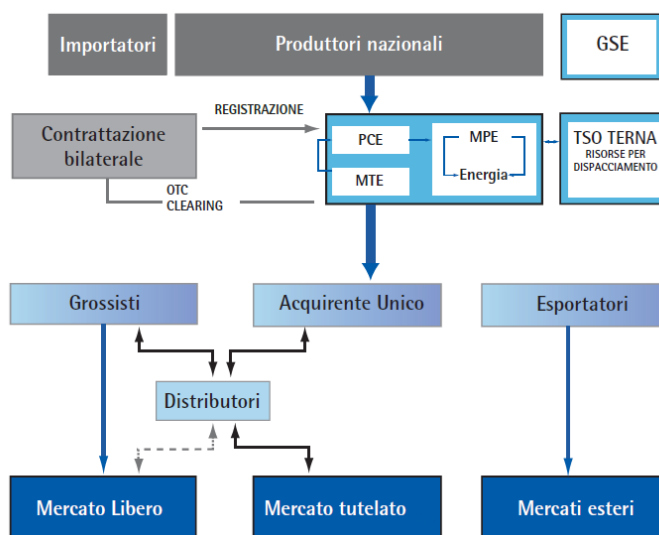 Importatori
Produttori nazionali
GSE
REGISTRAZIONE
Contrattazione
bilaterale
PCE
MPE
MTE
Energia
TSO TERNA
RISORSE PER
DISPACCIAMENTO
OTC
CLEARING
Grossisti
Acquirente Unico
Esportatori
Distributori
Mercato Libero
Mercato tutelato
Mercati esteri